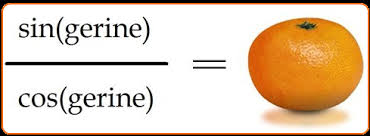 sin(gerine)
cos(gerine)
=